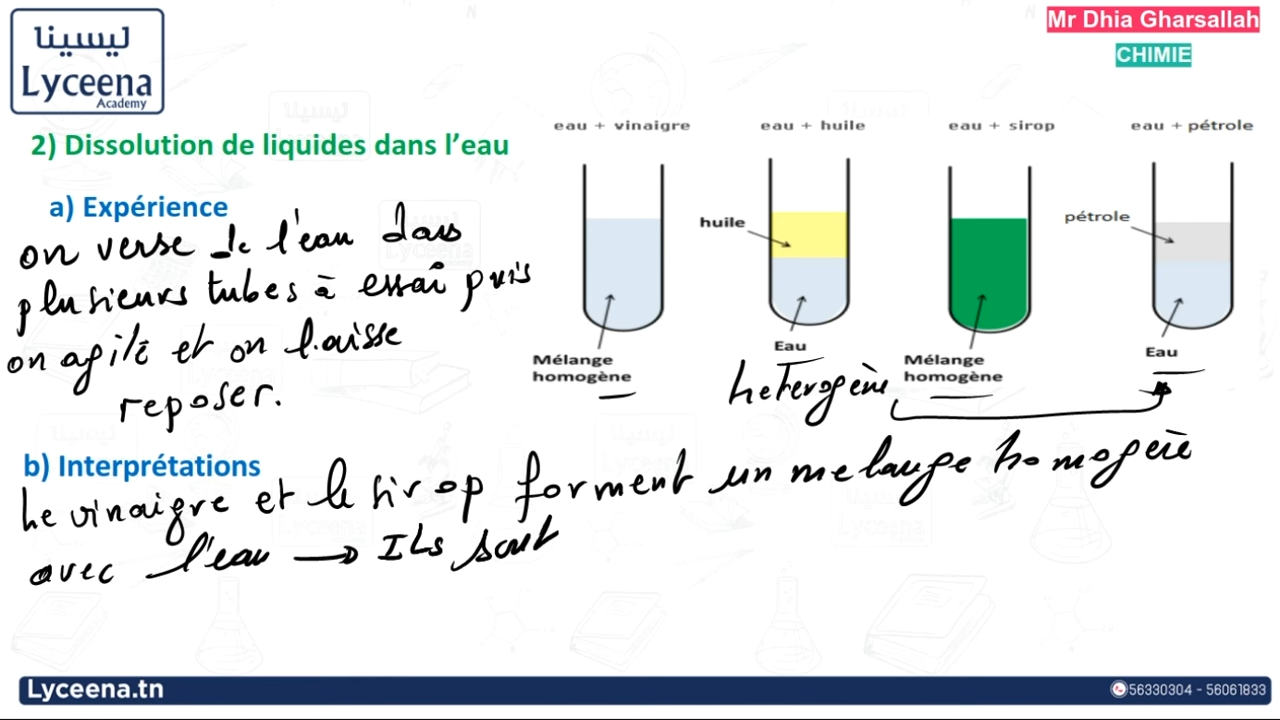 ليسينا
Lyceena
Academy
Mr Dhia Gharsallah
CHIMIE
2) Dissolution de liquides dans l'eau
a) Expérience
on verse de l'eau dans
plusieurs tubes à essai puis
on agite et on laisse
reposer.
eau + vinaigre
eau + huile
eau + sirop
eau + pétrole
huile
pétrole
Mélange
homogène
Eau
hétérogène
Mélange
homogène
Eau
b) Interprétations
Le vinaigre et le sirop forment un melange homogène
avec l'eau → Ils sont
Lyceena.tn
56330304 - 56061833